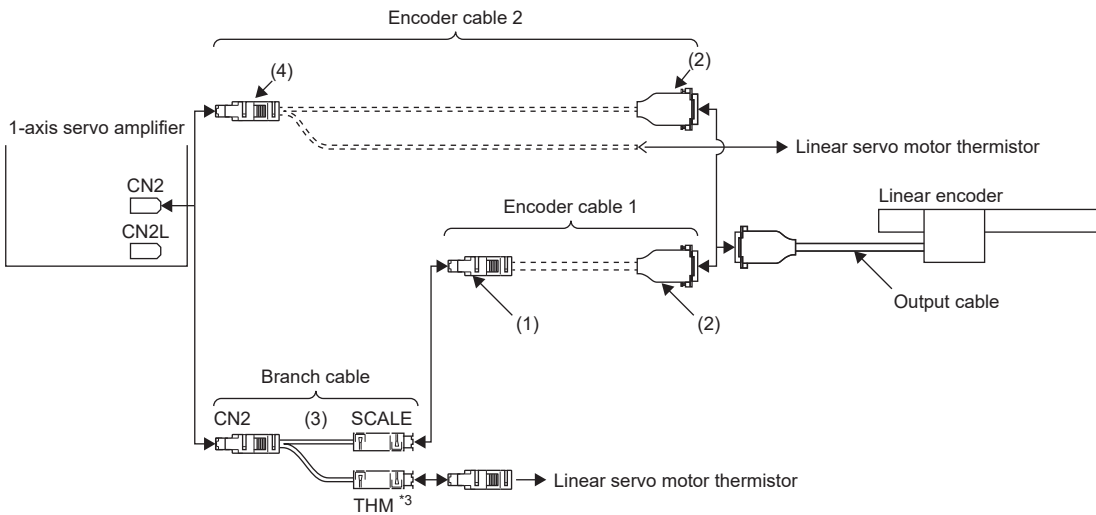 Encoder cable 2
(4)
(2)
1-axis servo amplifier
Linear servo motor thermistor
CN2
Encoder cable 1
Linear encoder
CN2L
Output cable
(1)
(2)
Branch cable
CN2
(3)
SCALE
Linear servo motor thermistor
THM *3